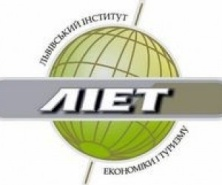 ЛЬВІВСЬКИЙ ІНСТИТУТ
ЛІЕТ
ЕКОНОМІКИ І ТУРИЗМУ